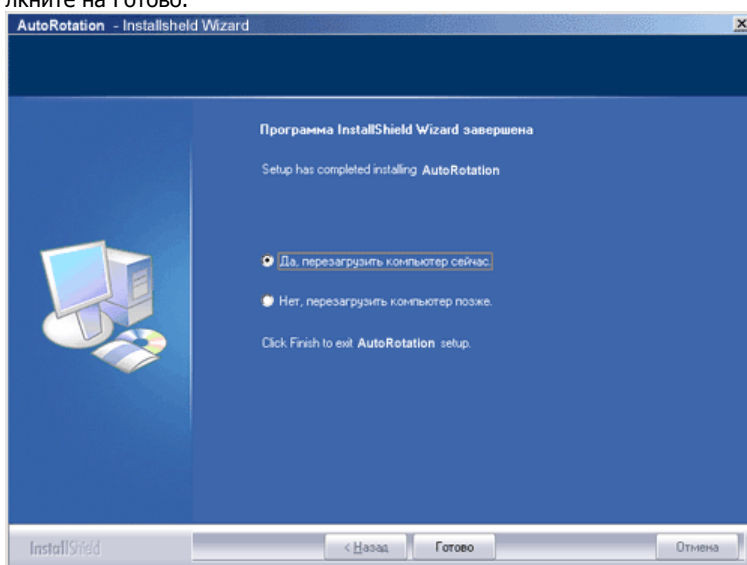 лкните на Готово.
AutoRotation - Installsheld Wizard
Программа InstallShield Wizard завершена
Setup has completed installing AutoRotation
Да, перезагрузить компьютер сейчас.
Нет, перезагрузить компьютер позже.
Click Finish to exit AutoRotation setup.
InstallShield
< Назад Готово Отмена